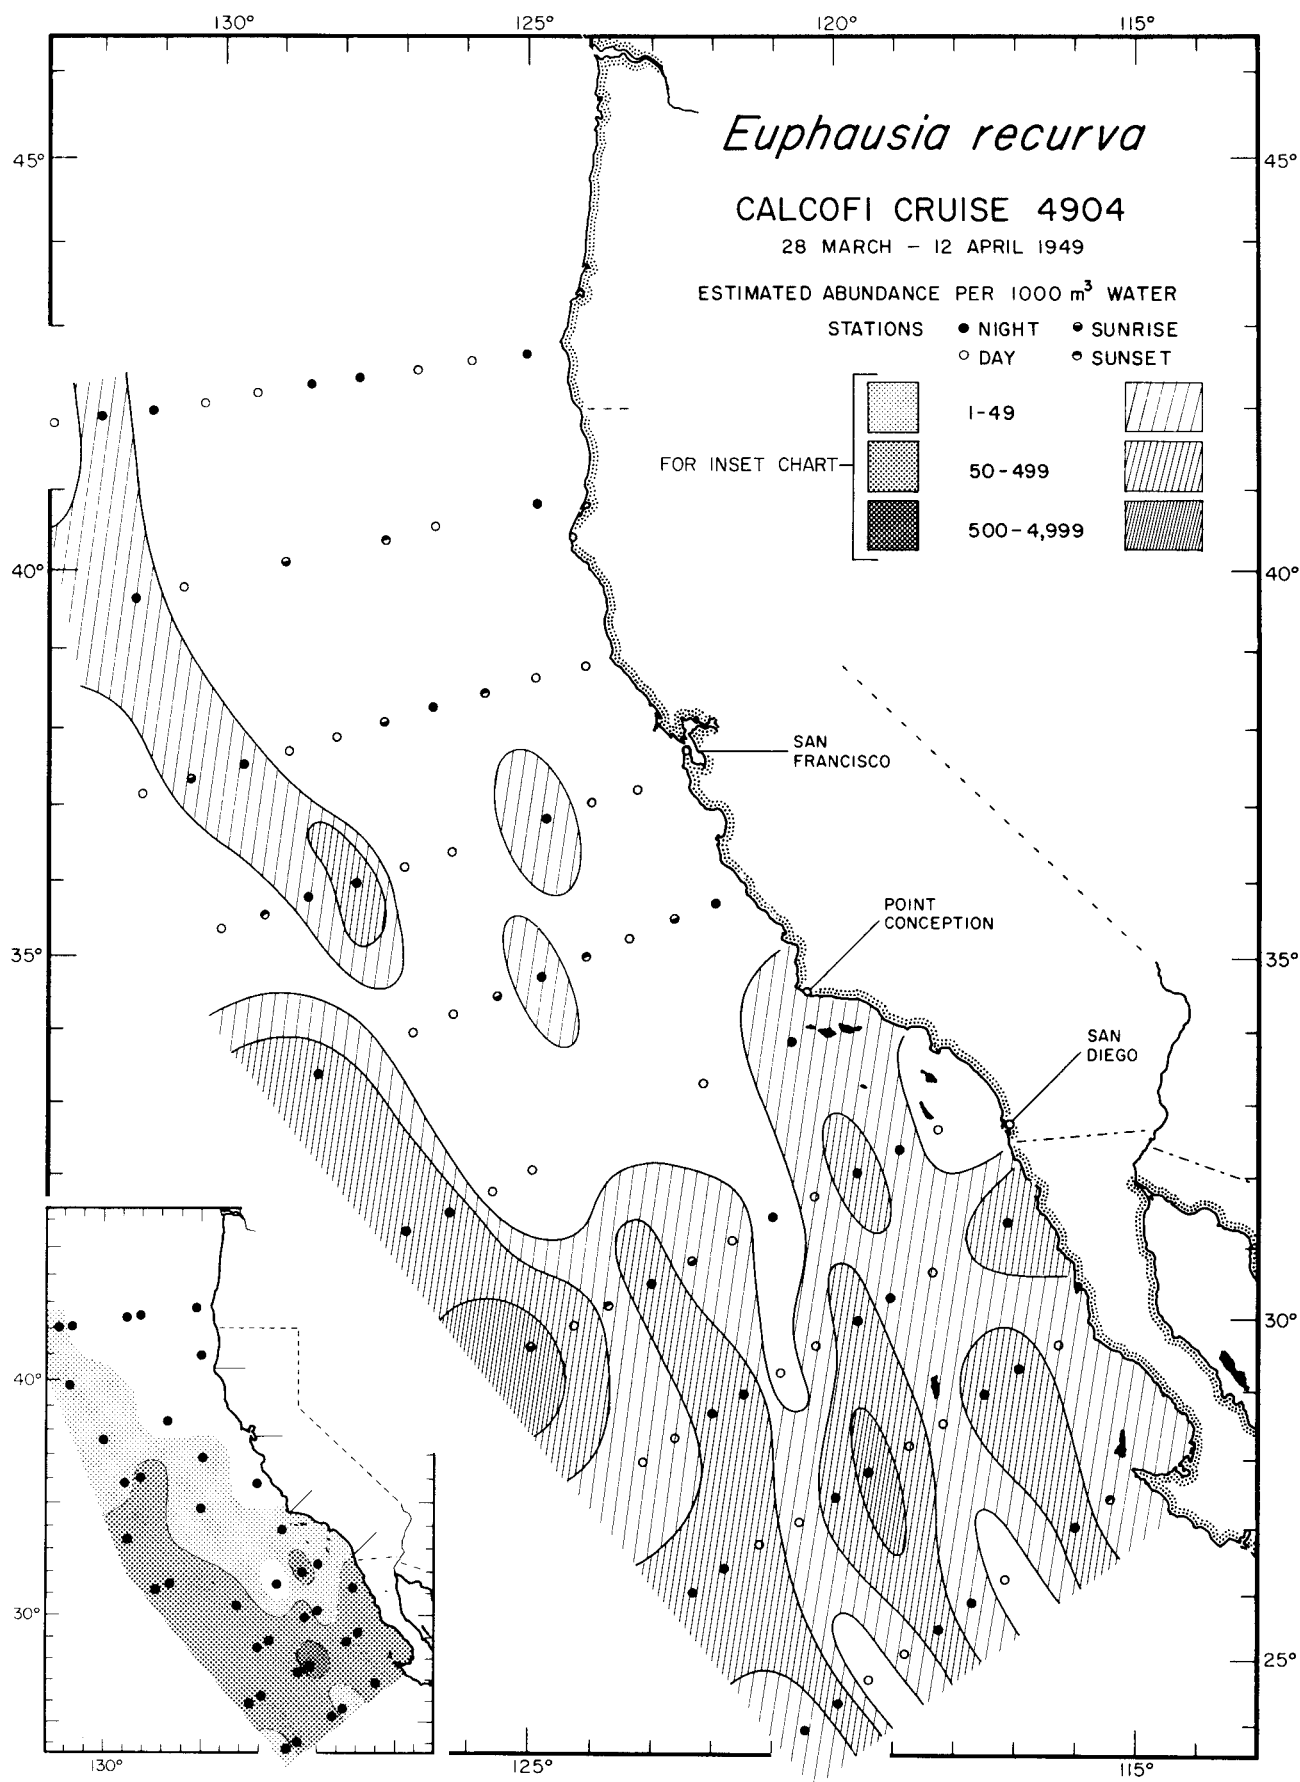 130° 125° 120° 115°
45° 45°
Euphausia recurva
CALCOFI CRUISE 4904
28 MARCH – 12 APRIL 1949
ESTIMATED ABUNDANCE PER 1000 m³ WATER
STATIONS ● NIGHT SUNRISE
○ DAY SUNSET
1-49
FOR INSET CHART 50-499
500-4,999
40° 40°
SAN
FRANCISCO
POINT
CONCEPTION
35° 35°
SAN
DIEGO
30°
40°
30°
25°
130° 125° 115°